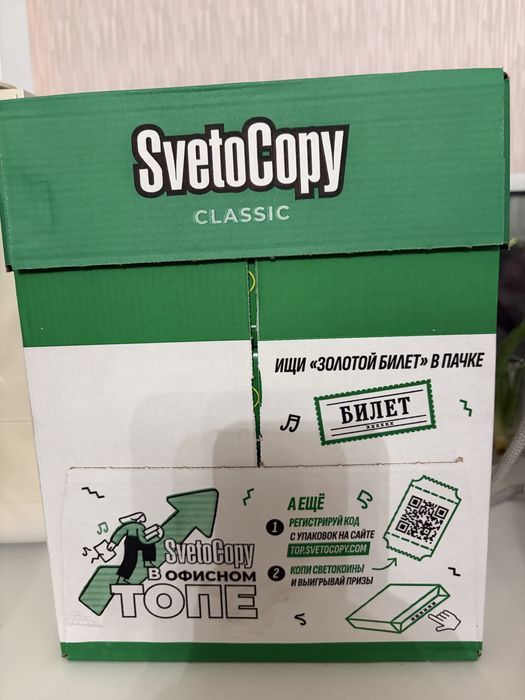 SvetoCopy
CLASSIC
ИЩИ «ЗОЛОТОЙ БИЛЕТ» В ПАЧКЕ
БИЛЕТ
××××××
А ЕЩЁ
1 РЕГИСТРИРУЙ КОД
С УПАКОВОК НА САЙТЕ
TOP.SVETOCOPY.COM
2 КОПИ СВЕТОКОИНЫ
И ВЫИГРЫВАЙ ПРИЗЫ
SvetoCopy
В ОФИСНОМ
ТОПЕ